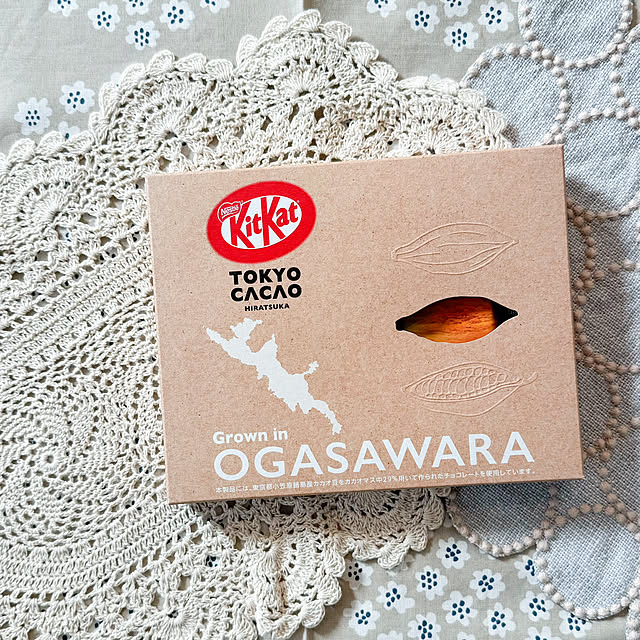 Nestlé
KitKat
TOKYO
CACAO
HIRATSUKA
Grown in
OGASAWARA
本製品には、東京都小笠原諸島産カカオ豆をカカオマス中29%用いて作られたチョコレートを使用しています。